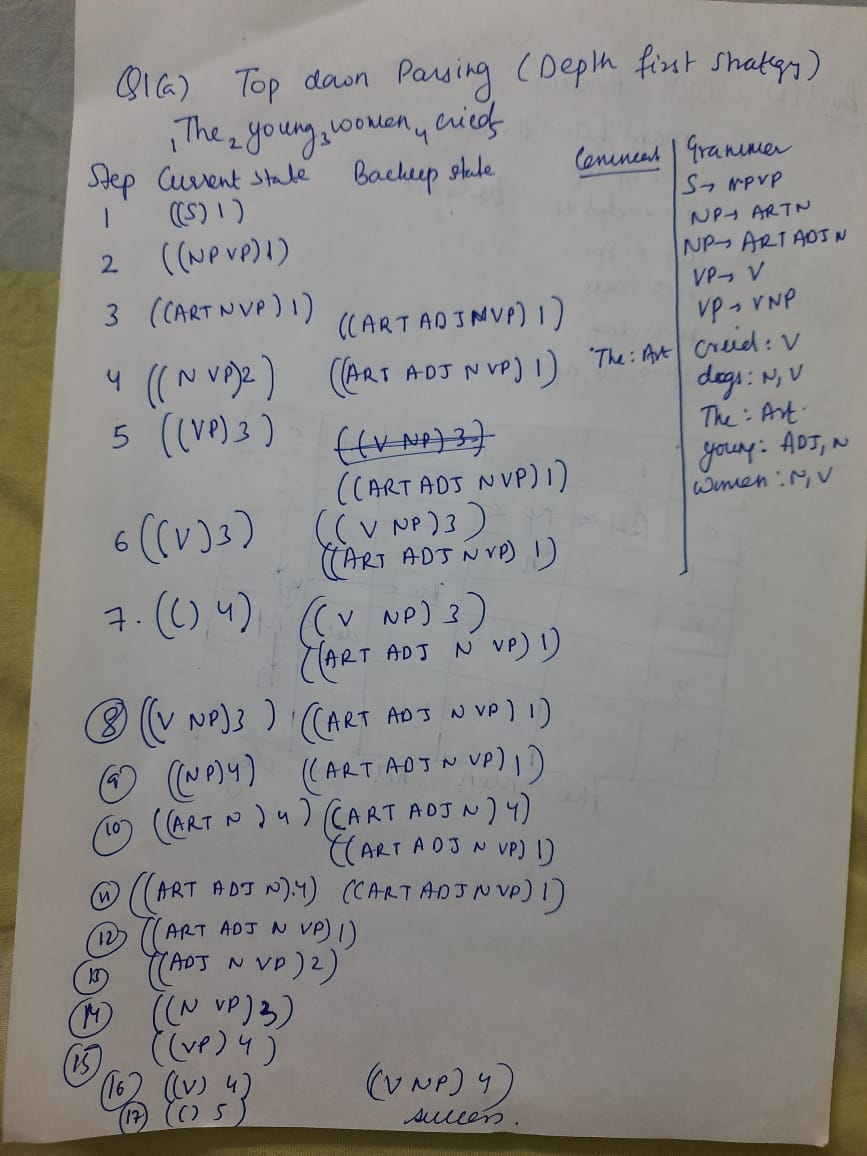 Q1(a) Top down Parsing (Depth first strategy)
1The2 young3 women4 cried5
Step Current state Backup state Comment Grammer
1 ((S) 1) S → NPVP
2 ((NP VP) 1) NP → ART N
NP → ART ADJ N
3 ((ART N VP) 1) ((ART ADJ N VP) 1) VP → V
VP → V NP
4 ((N VP)2) ((ART ADJ N VP) 1) The : Art Creid : V
dogs : N, V
5 ((VP) 3) ((V NP) 3) The : Art.
((ART ADJ N VP) 1) young : ADJ, N
women : N, V
6 ((V) 3) ((V NP) 3)
((ART ADJ N VP) 1)
7. (() 4) ((V NP) 3)
((ART ADJ N VP) 1)
8 ((V NP) 3) ((ART ADJ N VP) 1)
9 ((NP) 4) ((ART ADJ N VP) 1)
10 ((ART N) 4) ((ART ADJ N) 4)
((ART ADJ N VP) 1)
11 ((ART ADJ N).4) ((ART ADJ N VP) 1)
12 ((ART ADJ N VP) 1)
13 ((ADJ N VP) 2)
14 ((N VP) 3)
15 ((VP) 4)
16 ((V) 4) ((V NP) 4)
17 (() 5) success.